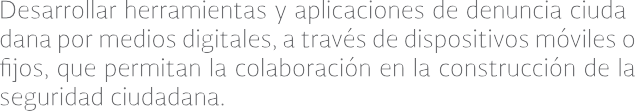 Desarrollar herramientas y aplicaciones de denuncia ciuda
dana por medios digitales, a través de dispositivos móviles o
fijos, que permitan la colaboración en la construcción de la
seguridad ciudadana.